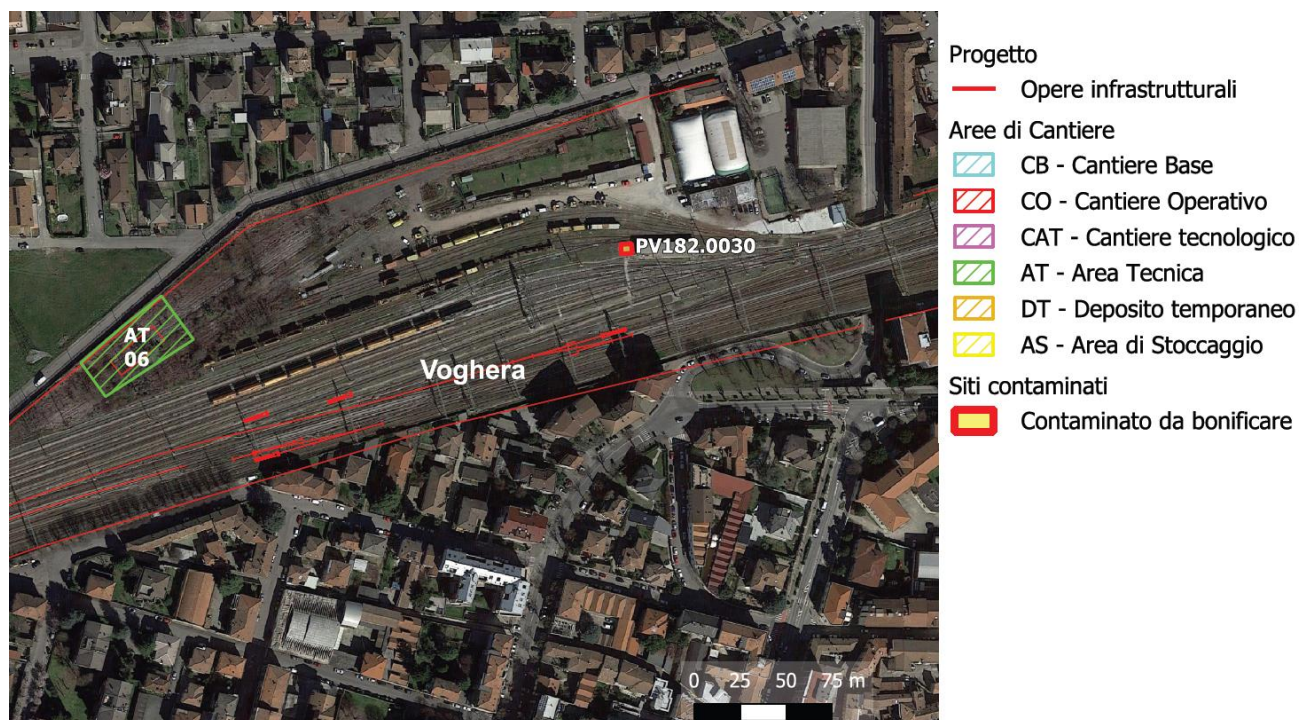 PV182.0030
AT
06
Voghera
0 25 50 75 m
Progetto
Opere infrastrutturali
Aree di Cantiere
CB - Cantiere Base
CO - Cantiere Operativo
CAT - Cantiere tecnologico
AT - Area Tecnica
DT - Deposito temporaneo
AS - Area di Stoccaggio
Siti contaminati
Contaminato da bonificare